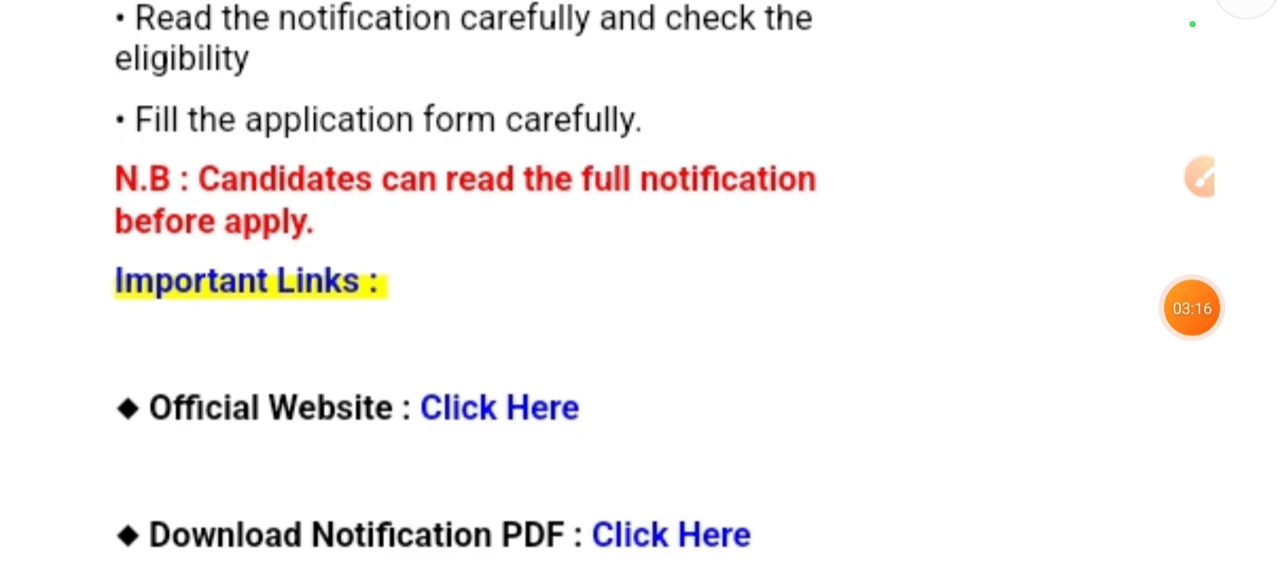 • Read the notification carefully and check the
eligibility
• Fill the application form carefully.
N.B : Candidates can read the full notification
before apply.
Important Links :
03:16
◆ Official Website : Click Here
◆ Download Notification PDF : Click Here